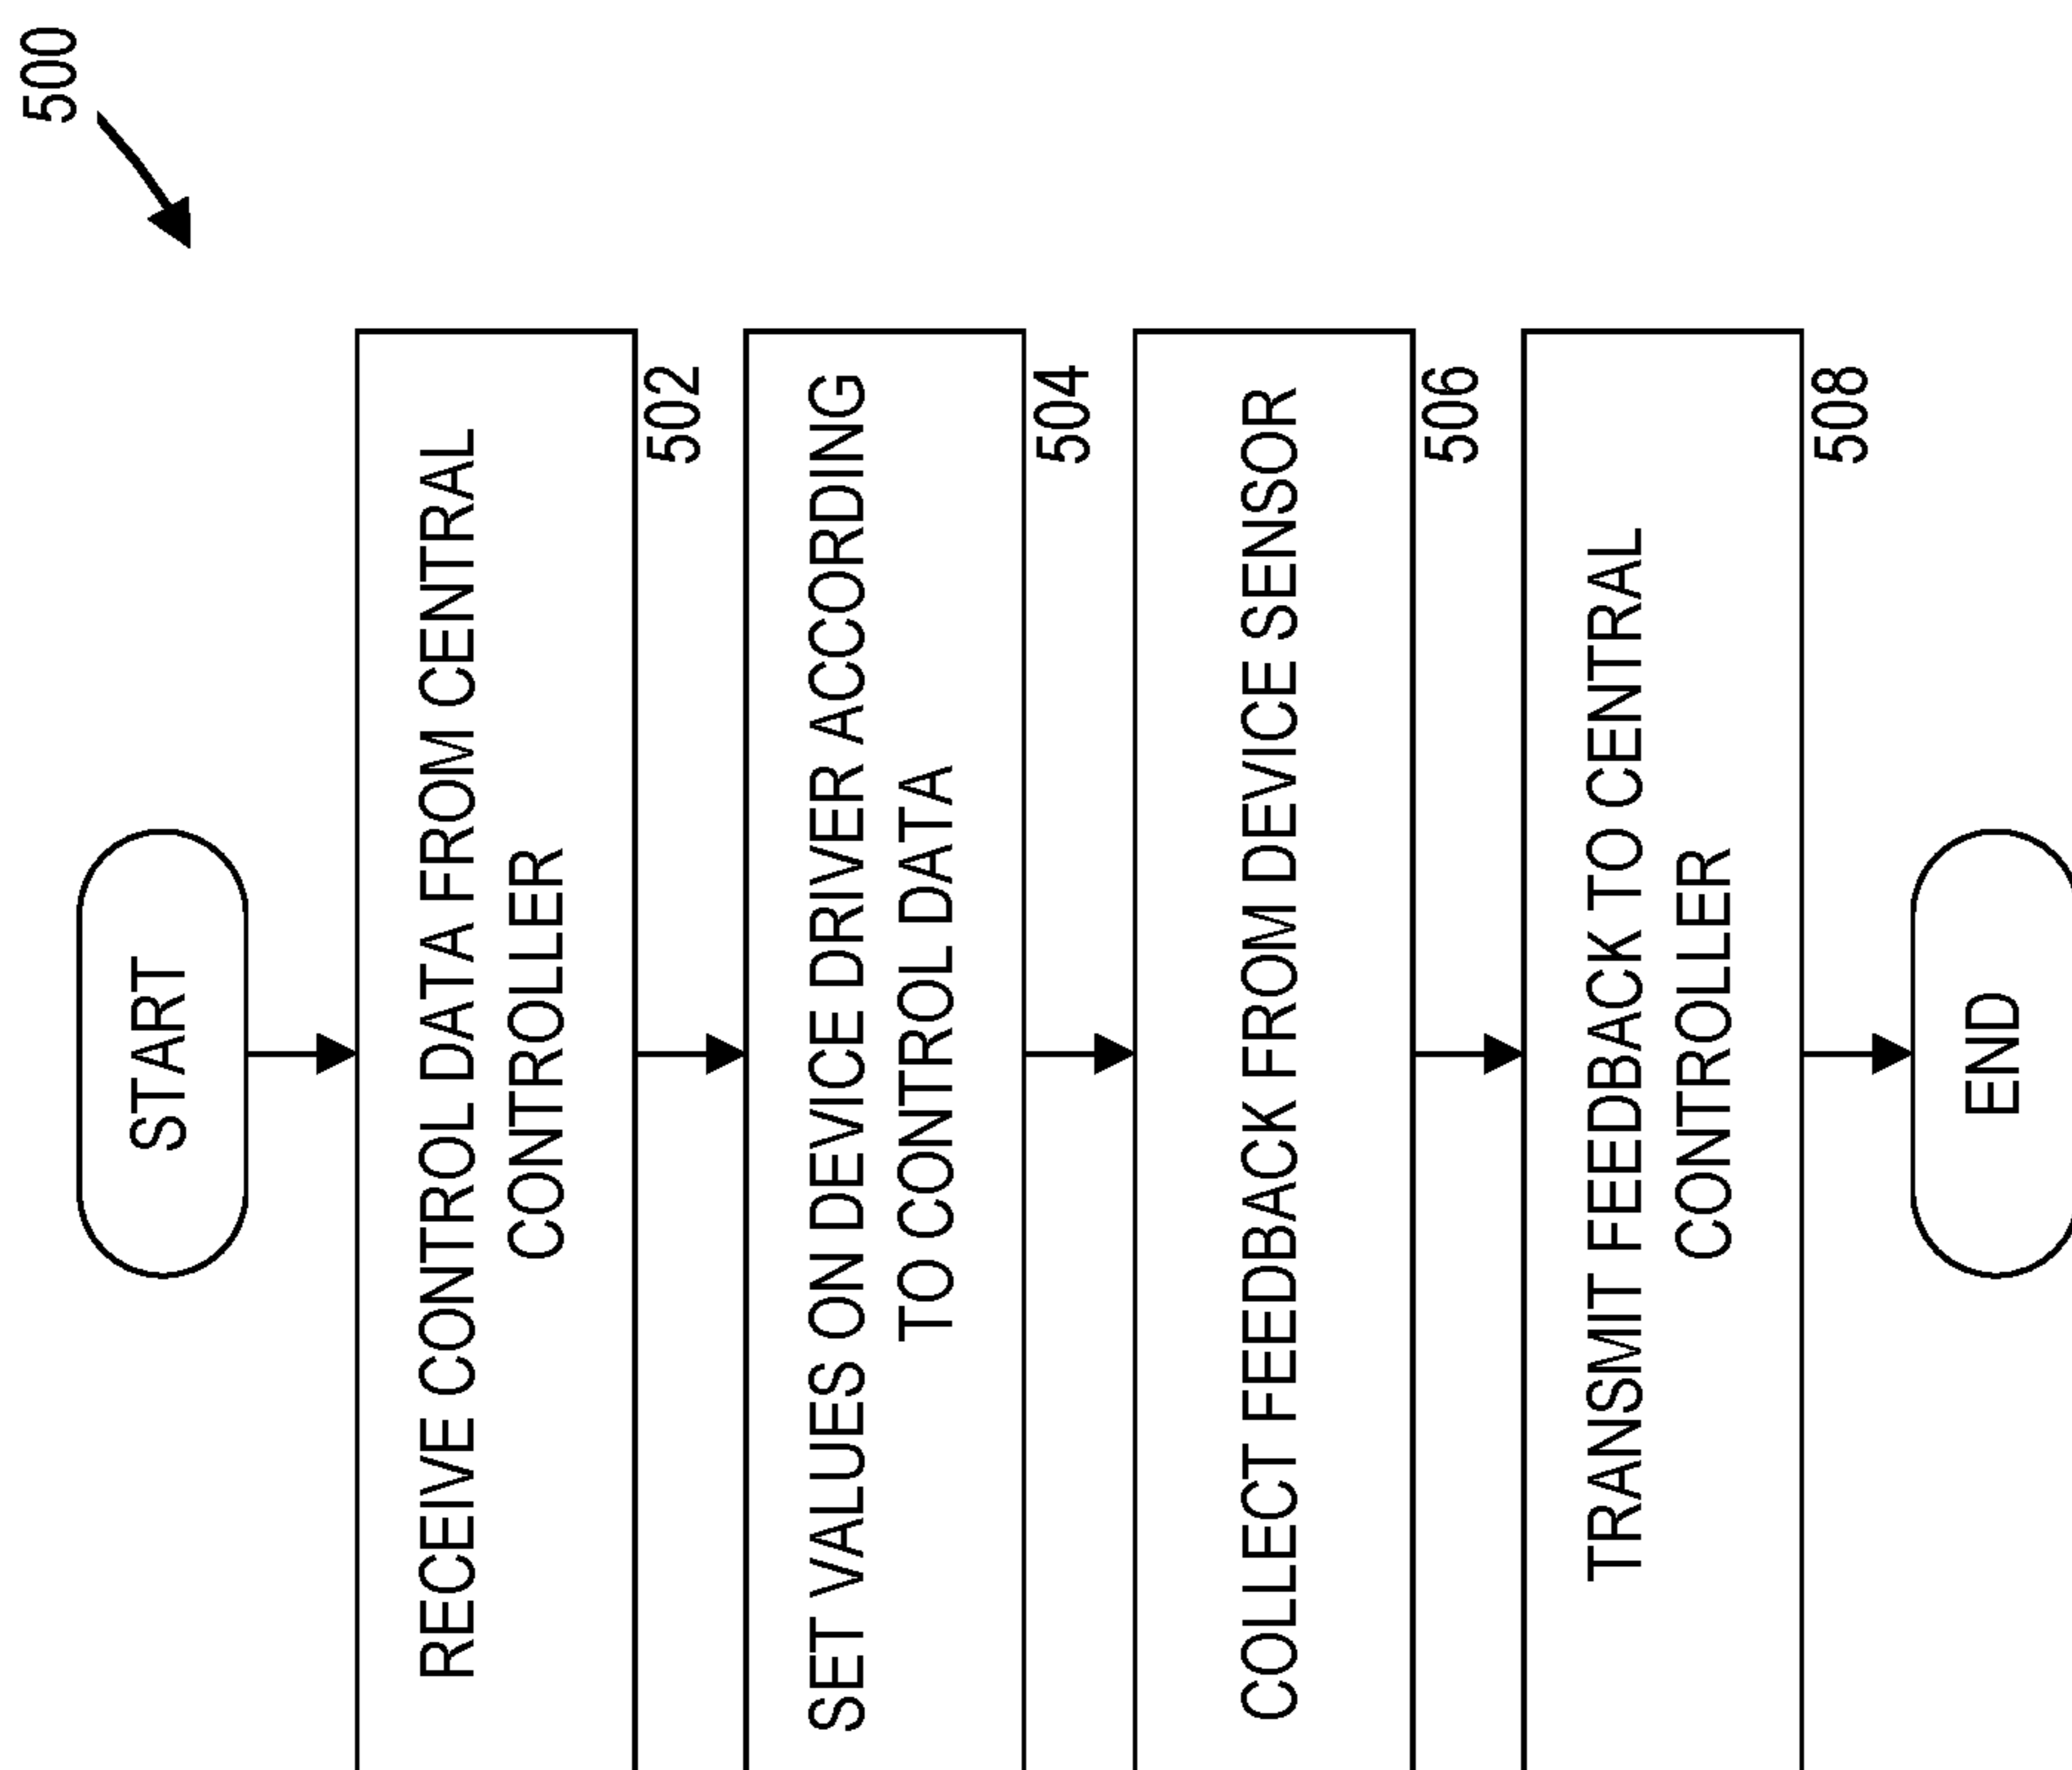 500
START
RECEIVE CONTROL DATA FROM CENTRAL
CONTROLLER
502
SET VALUES ON DEVICE DRIVER ACCORDING
TO CONTROL DATA
504
COLLECT FEEDBACK FROM DEVICE SENSOR
506
TRANSMIT FEEDBACK TO CENTRAL
CONTROLLER
508
END